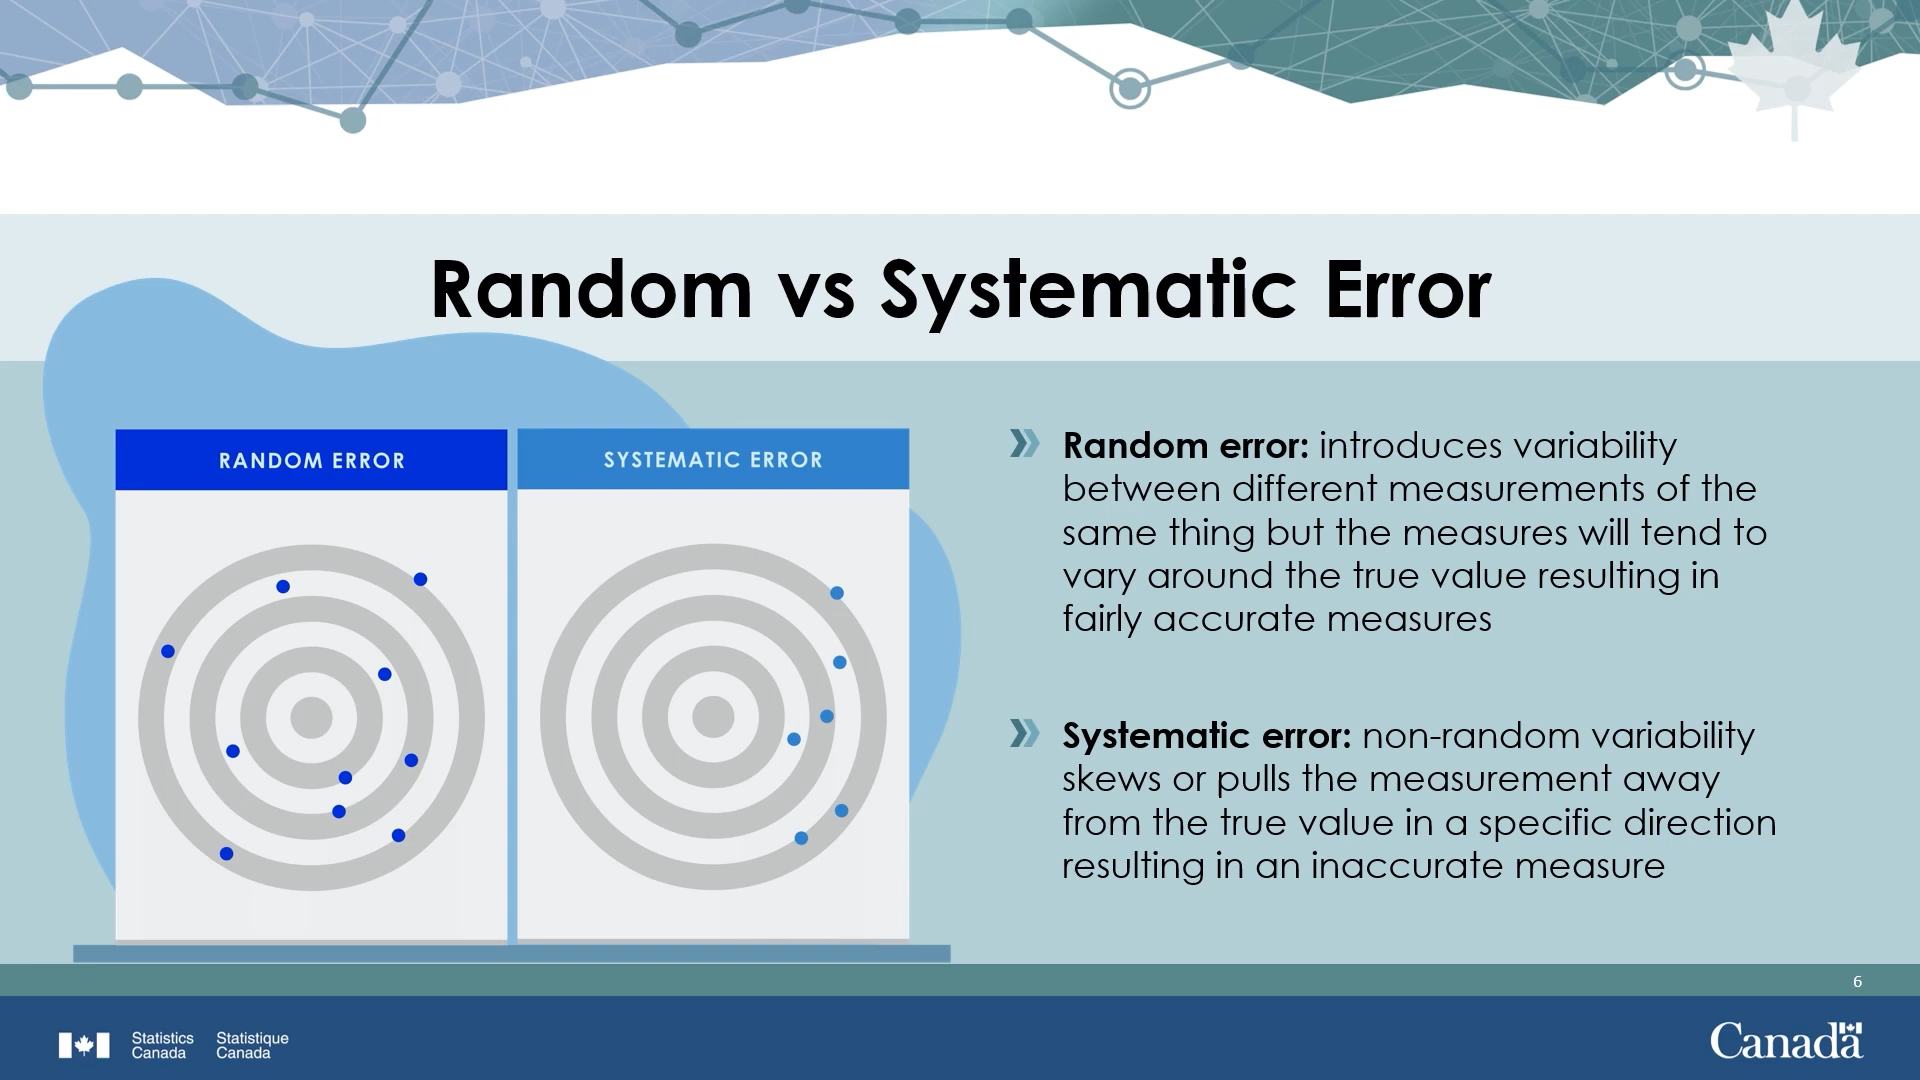 Random vs Systematic Error
RANDOM ERROR
SYSTEMATIC ERROR
Random error: introduces variability
between different measurements of the
same thing but the measures will tend to
vary around the true value resulting in
fairly accurate measures
Systematic error: non-random variability
skews or pulls the measurement away
from the true value in a specific direction
resulting in an inaccurate measure
6
Statistics
Canada
Statistique
Canada
Canada